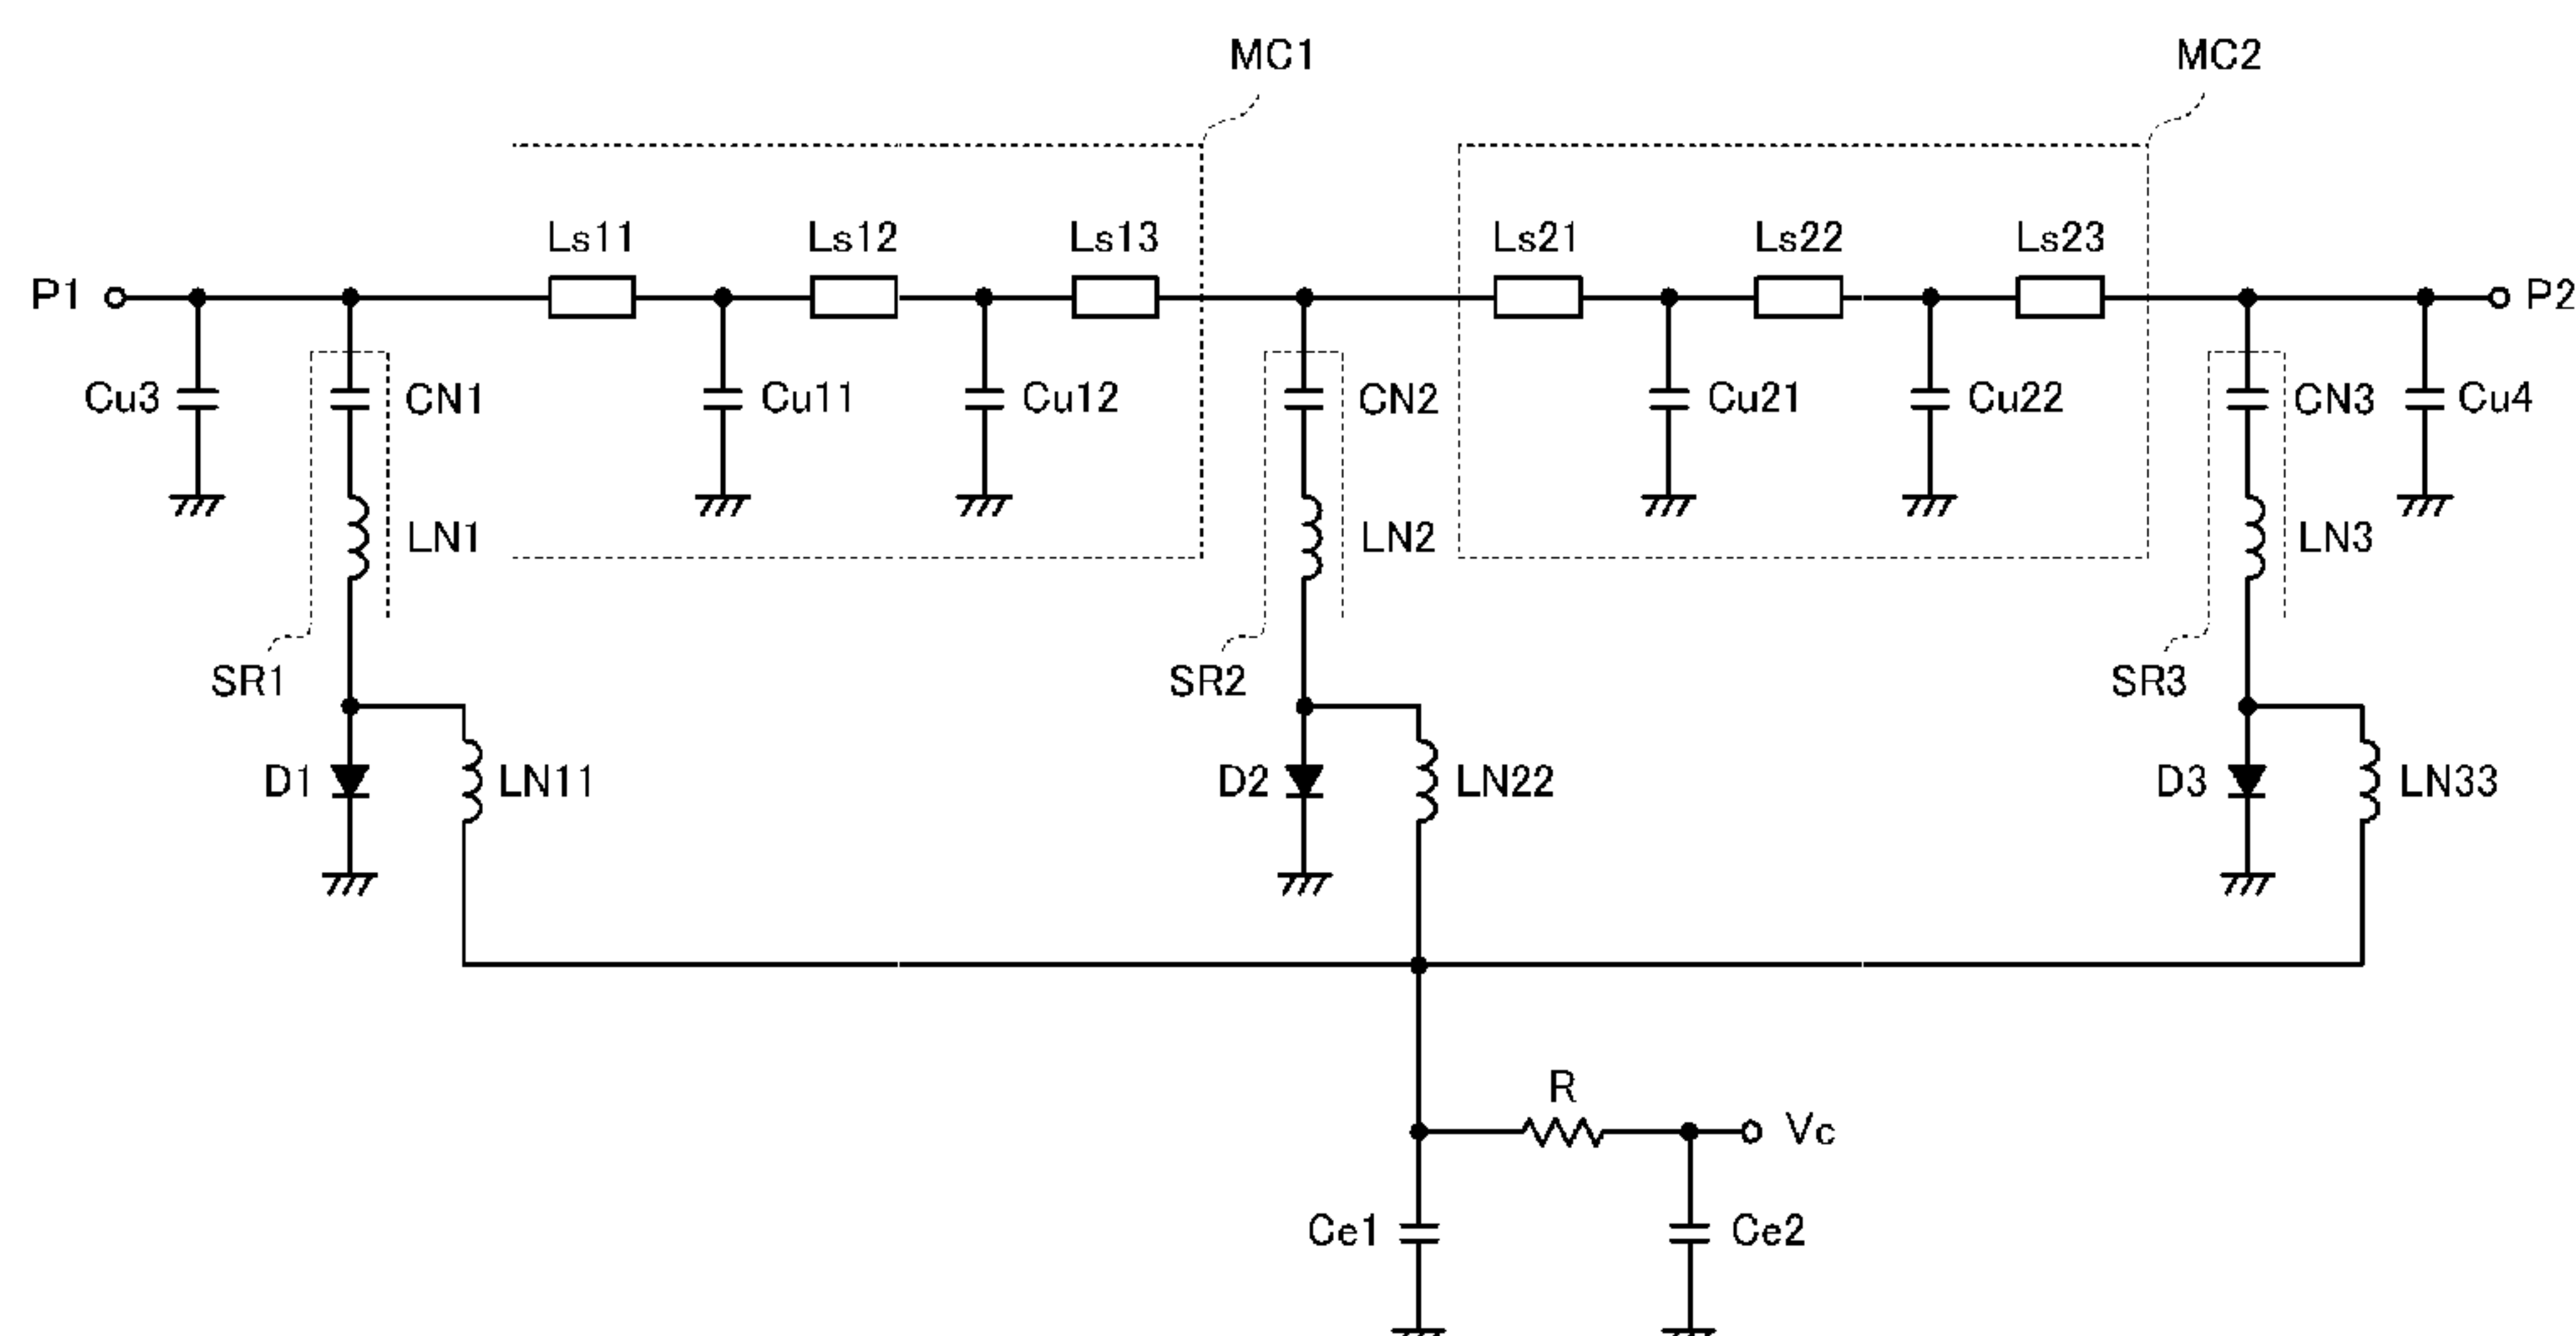 MC1
MC2
Ls11
Ls12
Ls13
Ls21
Ls22
Ls23
P1
P2
Cu3
CN1
Cu11
Cu12
CN2
Cu21
Cu22
CN3
Cu4
LN1
LN2
LN3
SR1
SR2
SR3
D1
LN11
D2
LN22
D3
LN33
R
Vc
Ce1
Ce2